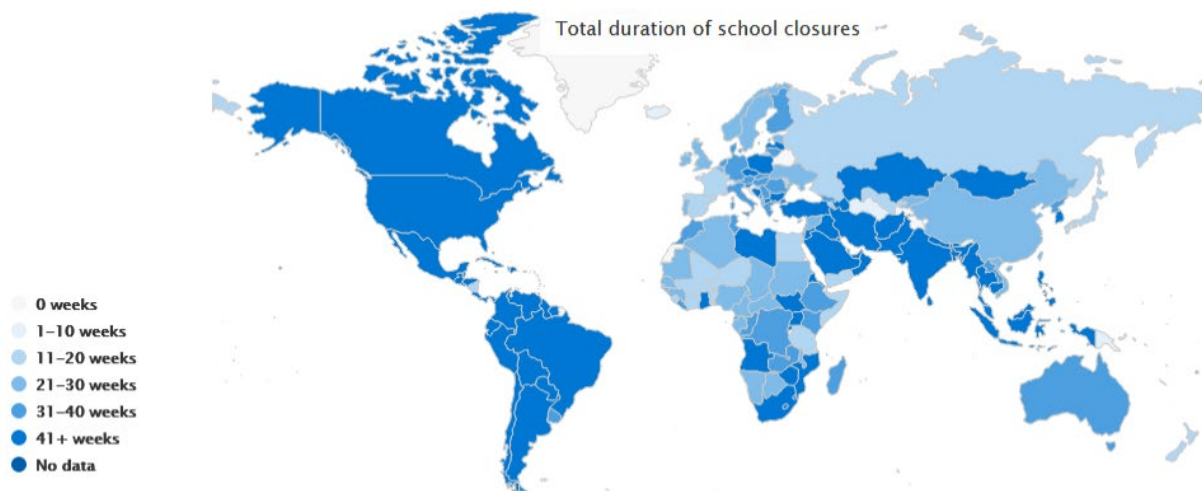 Total duration of school closures
0 weeks
1–10 weeks
11–20 weeks
21–30 weeks
31–40 weeks
41+ weeks
No data